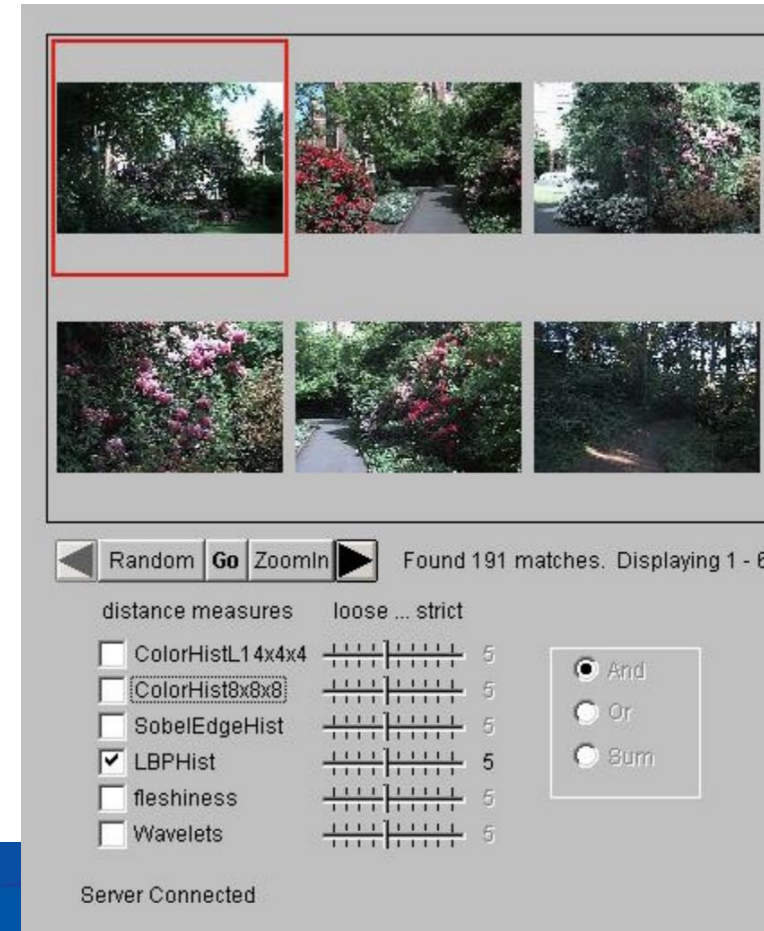 Random Go ZoomIn Found 191 matches. Displaying 1 - 6
distance measures loose ... strict
ColorHistL14x4x4 5
ColorHist8x8x8 5
SobelEdgeHist 5
LBPHist 5
fleshiness 5
Wavelets 5
And
Or
Sum
Server Connected